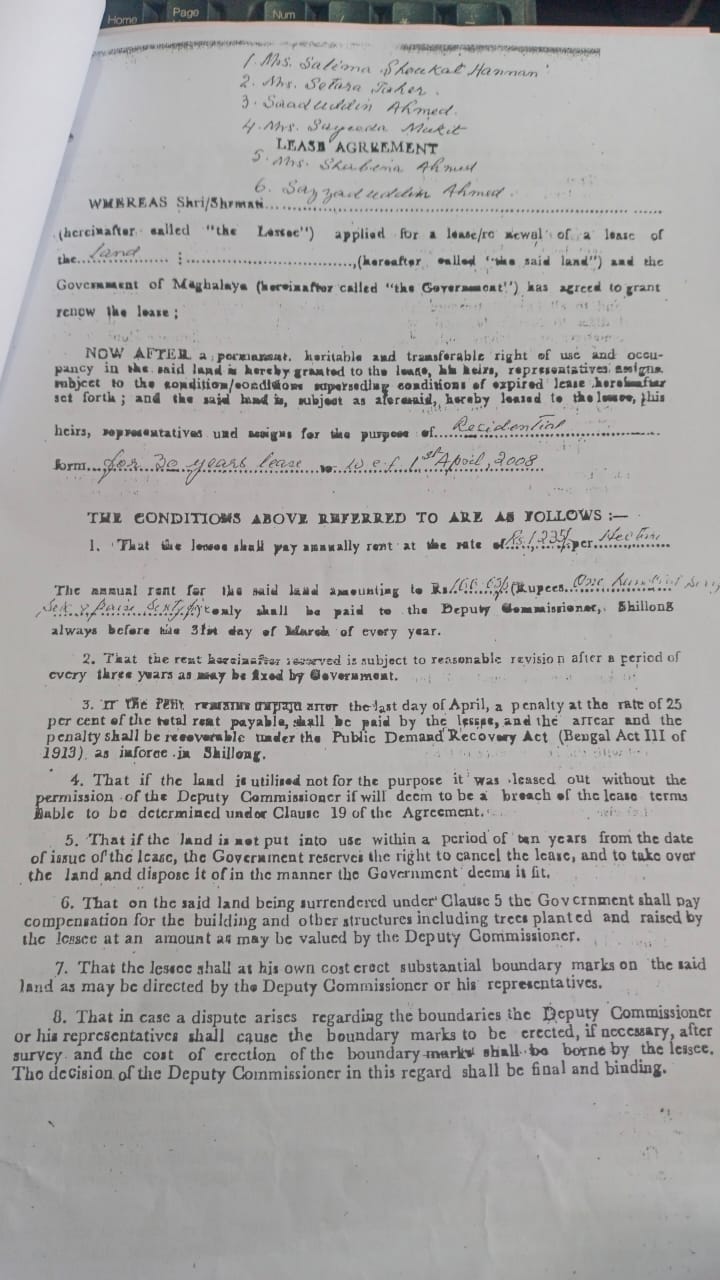 Home Page Num
1. Mrs. Salima Shoukat Hannan
2. Mrs. Setara Taher.
3. Saaduddin Ahmed.
4. Mrs. Sayeeda Mukit
LEASE AGREEMENT
5. Mrs. Ahmed
6. Sayzzad uddin Ahmed.
WHEREAS Shri/Shrmati
(hereinafter called "the Lessee") applied for a lease/re newal of a lease of
the....Land....(hereafter called "the said land") and the
Government of Maghalaya (hereinafter called "the Government") has agreed to grant
renew the lease ;
NOW AFTER a permanent, heritable and transferable right of use and occu-
pancy in the said land is hereby granted to the lease, his heirs, representatives assigns.
subject to the condition/conditions superseding conditions of expired lease hereinafter
set forth ; and the said land is, subject as aforesaid, hereby leased to the lessee, this
heirs, representatives und assigns for the purpose of....Recidential....
form...for 30 years lease to w.e.f. 1st April, 2008.
THE CONDITIONS ABOVE REFERRED TO ARE AS FOLLOWS :—
1. That the lessee shall pay annually rent at the rate of Rs.1235/- per Hectare
The annual rent for the said land amounting to Rs.166.65/- (Rupees...One hundred
Six & paise Sixty five only shall be paid to the Deputy Commissioner, Shillong
always before the 31st day of March of every year.
2. That the rent hereinafter reserved is subject to reasonable revision after a period of
every three years as may be fixed by Government.
3. If the Rent remains unpaid after the last day of April, a penalty at the rate of 25
per cent of the total rent payable, shall be paid by the lessee, and the arrear and the
penalty shall be recoverable under the Public Demand Recovery Act (Bengal Act III of
1913) as inforce in Shillong.
4. That if the land is utilised not for the purpose it was leased out without the
permission of the Deputy Commissioner if will deem to be a breach of the lease terms
liable to be determined under Clause 19 of the Agreement.
5. That if the land is not put into use within a period of ten years from the date
of issue of the lease, the Government reserves the right to cancel the lease, and to take over
the land and dispose it of in the manner the Government deems it fit.
6. That on the said land being surrendered under Clause 5 the Government shall pay
compensation for the building and other structures including trees planted and raised by
the lessee at an amount as may be valued by the Deputy Commissioner.
7. That the lessee shall at his own cost erect substantial boundary marks on the said
land as may be directed by the Deputy Commissioner or his representatives.
8. That in case a dispute arises regarding the boundaries the Deputy Commissioner
or his representatives shall cause the boundary marks to be erected, if necessary, after
survey and the cost of erection of the boundary marks shall be borne by the lessee.
The decision of the Deputy Commissioner in this regard shall be final and binding.